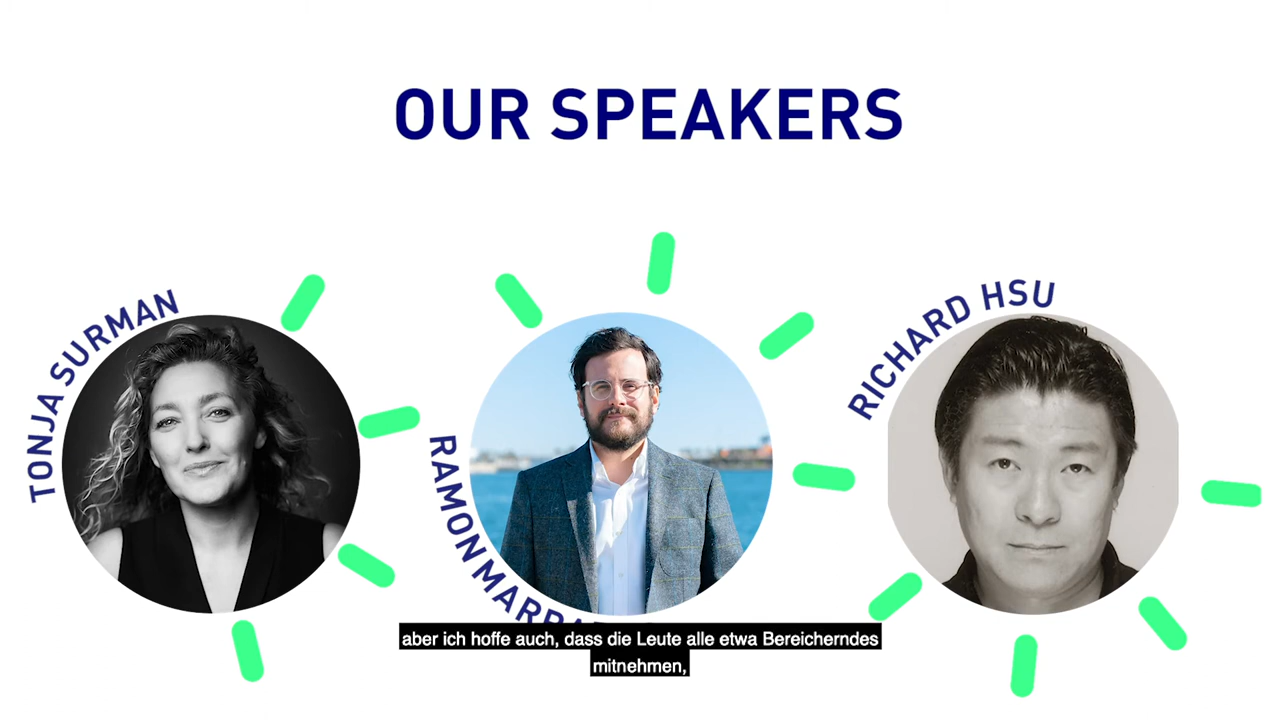 OUR SPEAKERS
TONJA SURMAN
RAMON
RICHARD HSU
aber ich hoffe auch, dass die Leute alle etwa Bereicherndes
mitnehmen,